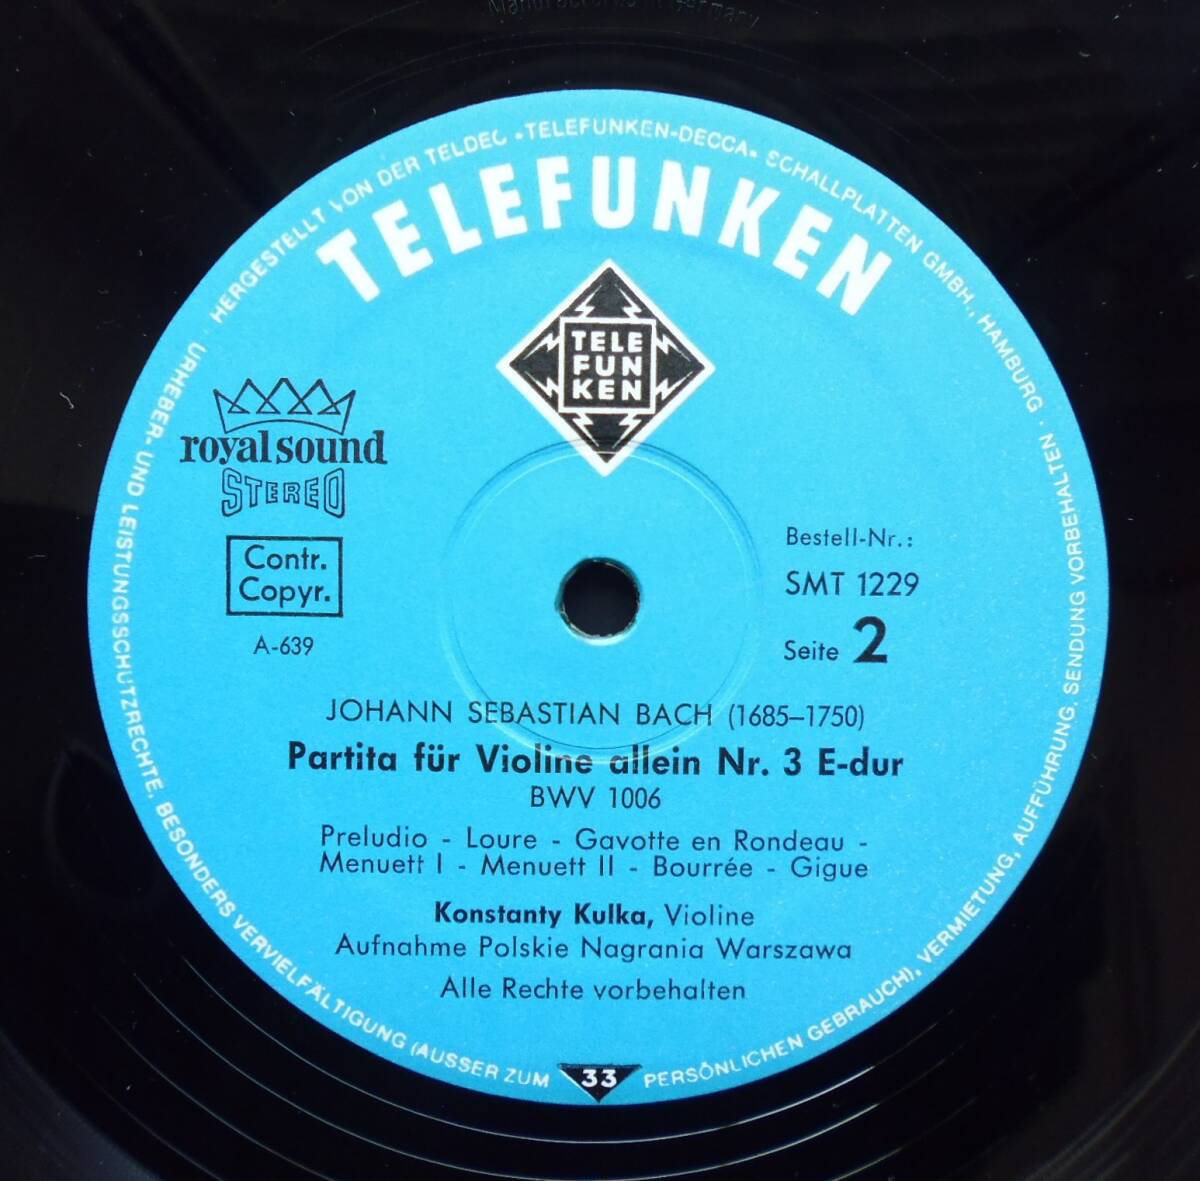 Manufactured in Germany
HERGESTELLT VON DER TELDEC »TELEFUNKEN-DECCA« SCHALLPLATTEN GMBH., HAMBURG · URHEBER- UND LEISTUNGSSCHUTZRECHTE, BESONDERS VERVIELFÄLTIGUNG (AUSSER ZUM PERSÖNLICHEN GEBRAUCH), VERMIETUNG, AUFFÜHRUNG, SENDUNG VORBEHALTEN
TELEFUNKEN
TELE
FUN
KEN
royal sound
STEREO
Contr.
Copyr.
A-639
Bestell-Nr.:
SMT 1229
Seite 2
JOHANN SEBASTIAN BACH (1685–1750)
Partita für Violine allein Nr. 3 E-dur
BWV 1006
Preludio - Loure - Gavotte en Rondeau -
Menuett I - Menuett II - Bourrée - Gigue
Konstanty Kulka, Violine
Aufnahme Polskie Nagrania Warszawa
Alle Rechte vorbehalten
33